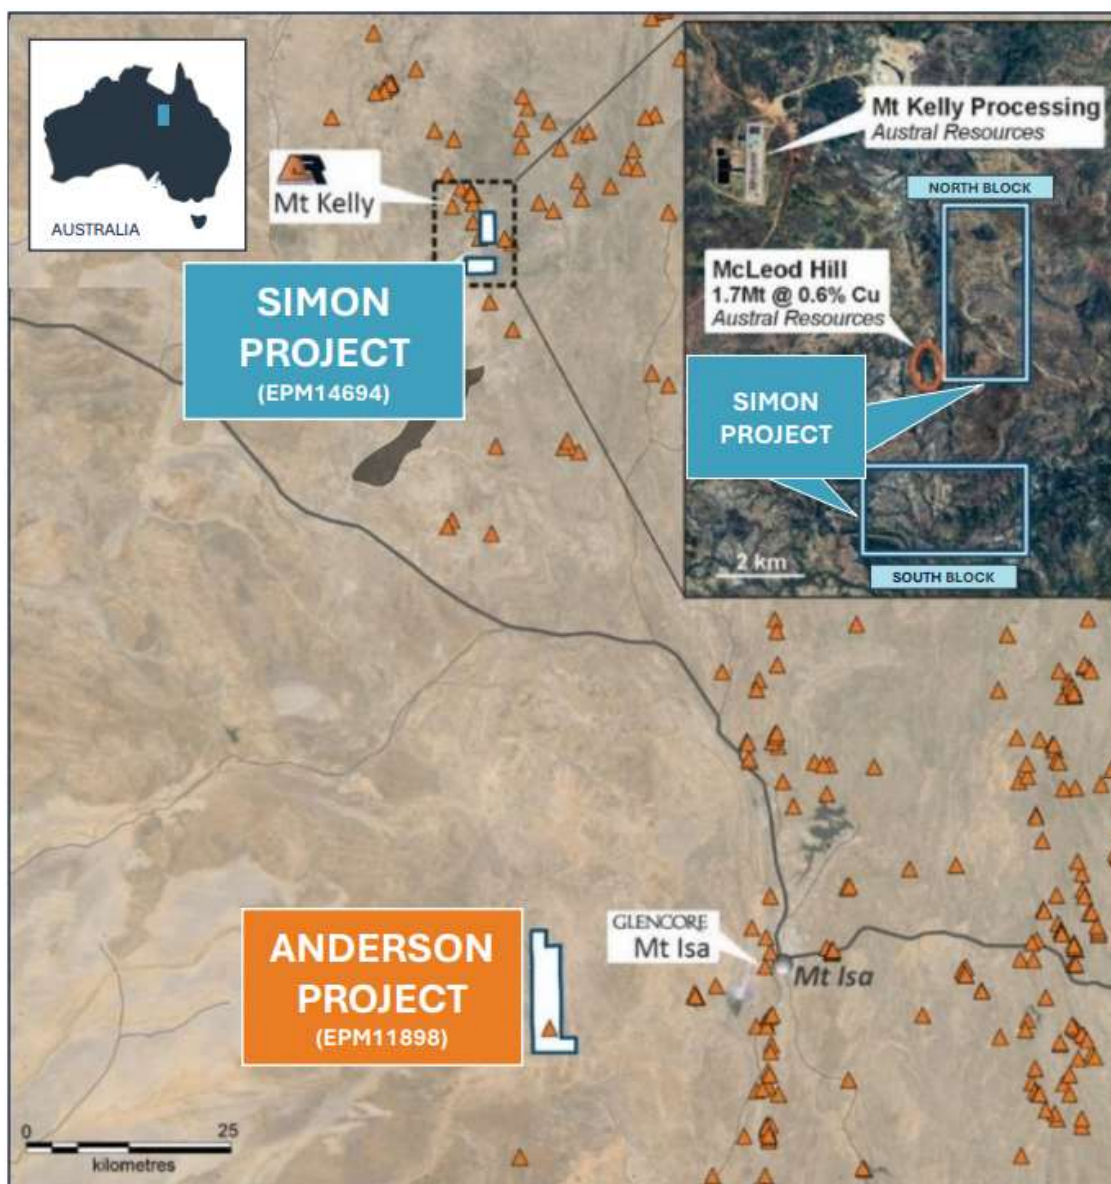 AUSTRALIA
Mt Kelly
SIMON
PROJECT
(EPM14694)
Mt Kelly Processing
Austral Resources
NORTH BLOCK
McLeod Hill
1.7Mt @ 0.6% Cu
Austral Resources
SIMON
PROJECT
2 km
SOUTH BLOCK
ANDERSON
PROJECT
(EPM11898)
GLENCORE
Mt Isa
Mt Isa
0 25
kilometres